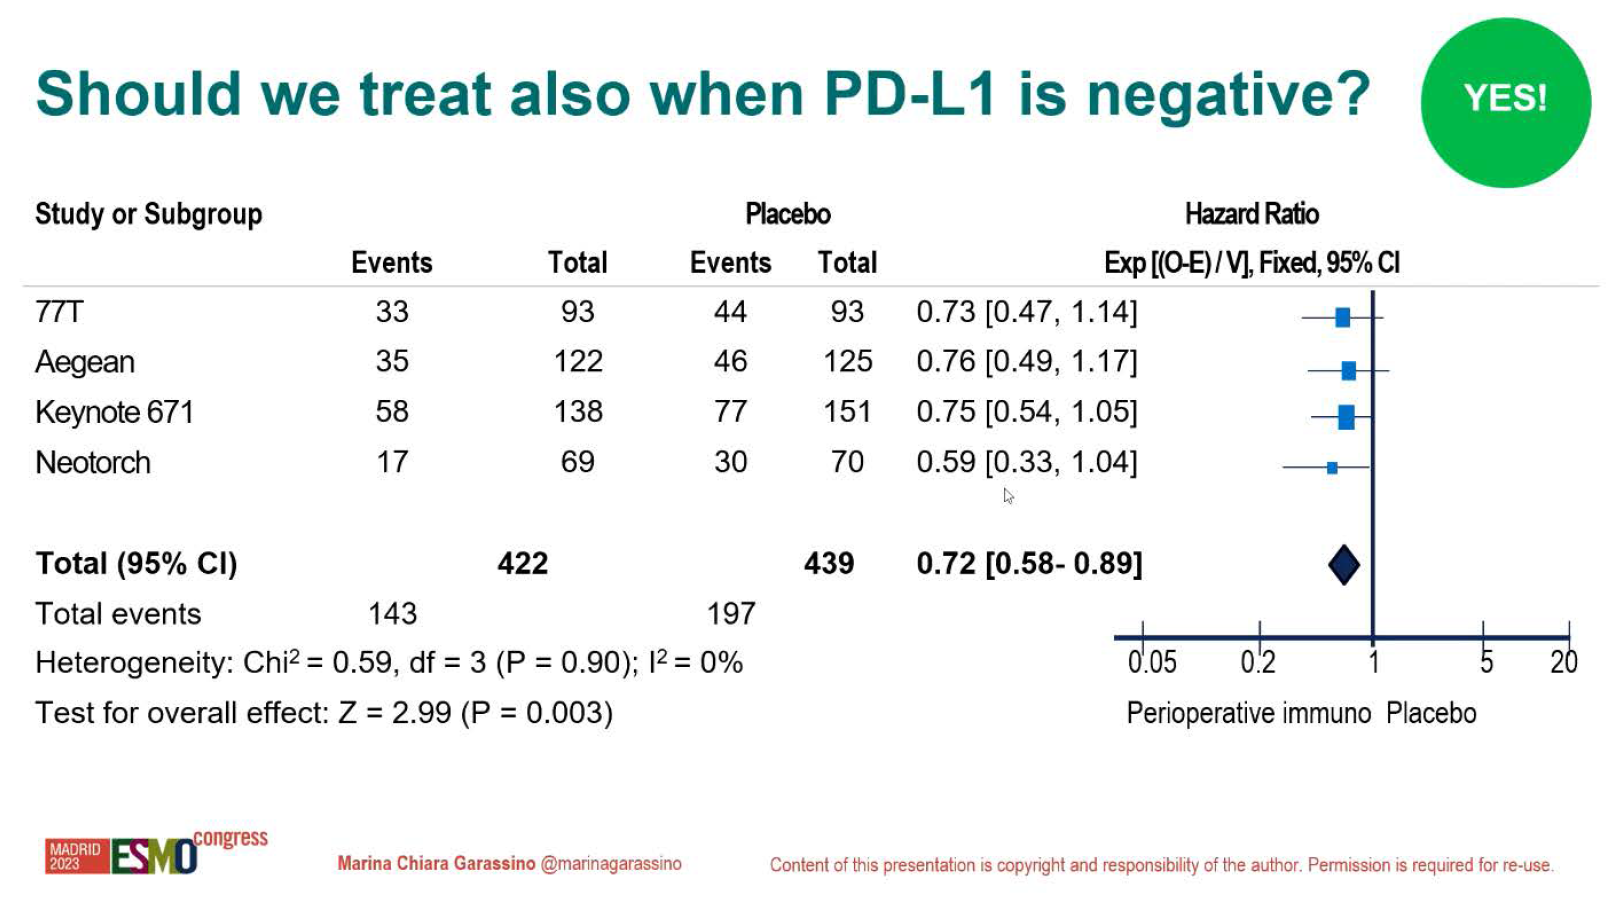 Should we treat also when PD-L1 is negative?
YES!
Study or Subgroup Placebo Hazard Ratio
Events Total Events Total Exp [(O-E) / V], Fixed, 95% CI
77T 33 93 44 93 0.73 [0.47, 1.14]
Aegean 35 122 46 125 0.76 [0.49, 1.17]
Keynote 671 58 138 77 151 0.75 [0.54, 1.05]
Neotorch 17 69 30 70 0.59 [0.33, 1.04]
Total (95% CI) 422 439 0.72 [0.58- 0.89]
Total events 143 197
Heterogeneity: Chi² = 0.59, df = 3 (P = 0.90); I² = 0%
Test for overall effect: Z = 2.99 (P = 0.003)
0.05 0.2 1 5 20
Perioperative immuno Placebo
MADRID
2023
ESMO congress
Marina Chiara Garassino @marinagarassino
Content of this presentation is copyright and responsibility of the author. Permission is required for re-use.